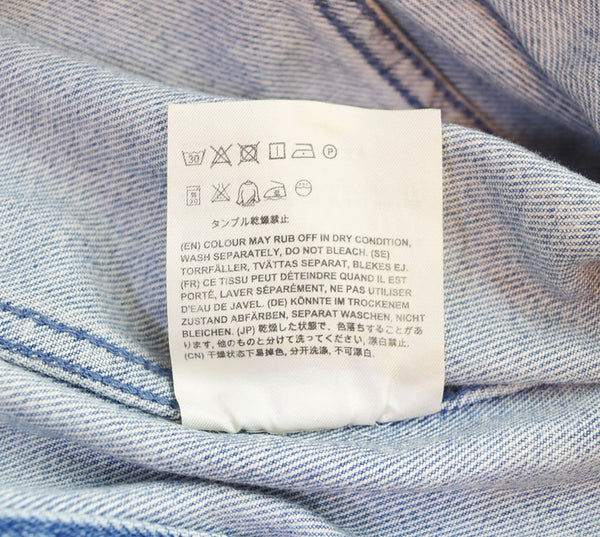 30
P
タンブル乾燥禁止
(EN) COLOUR MAY RUB OFF IN DRY CONDITION,
WASH SEPARATELY, DO NOT BLEACH. (SE)
TORRFÄLLER, TVÄTTAS SEPARAT, BLEKES EJ.
(FR) CE TISSU PEUT DÉTEINDRE QUAND IL EST
PORTÉ, LAVER SÉPARÉMENT, NE PAS UTILISER
D'EAU DE JAVEL. (DE) KÖNNTE IM TROCKENEM
ZUSTAND ABFÄRBEN, SEPARAT WASCHEN, NICHT
BLEICHEN. (JP) 乾燥した状態で、色落ちすることがあ
ります, 他のものと分けて洗ってください, 漂白禁止.
(CN) 干燥状态下易掉色, 分开洗涤, 不可漂白.